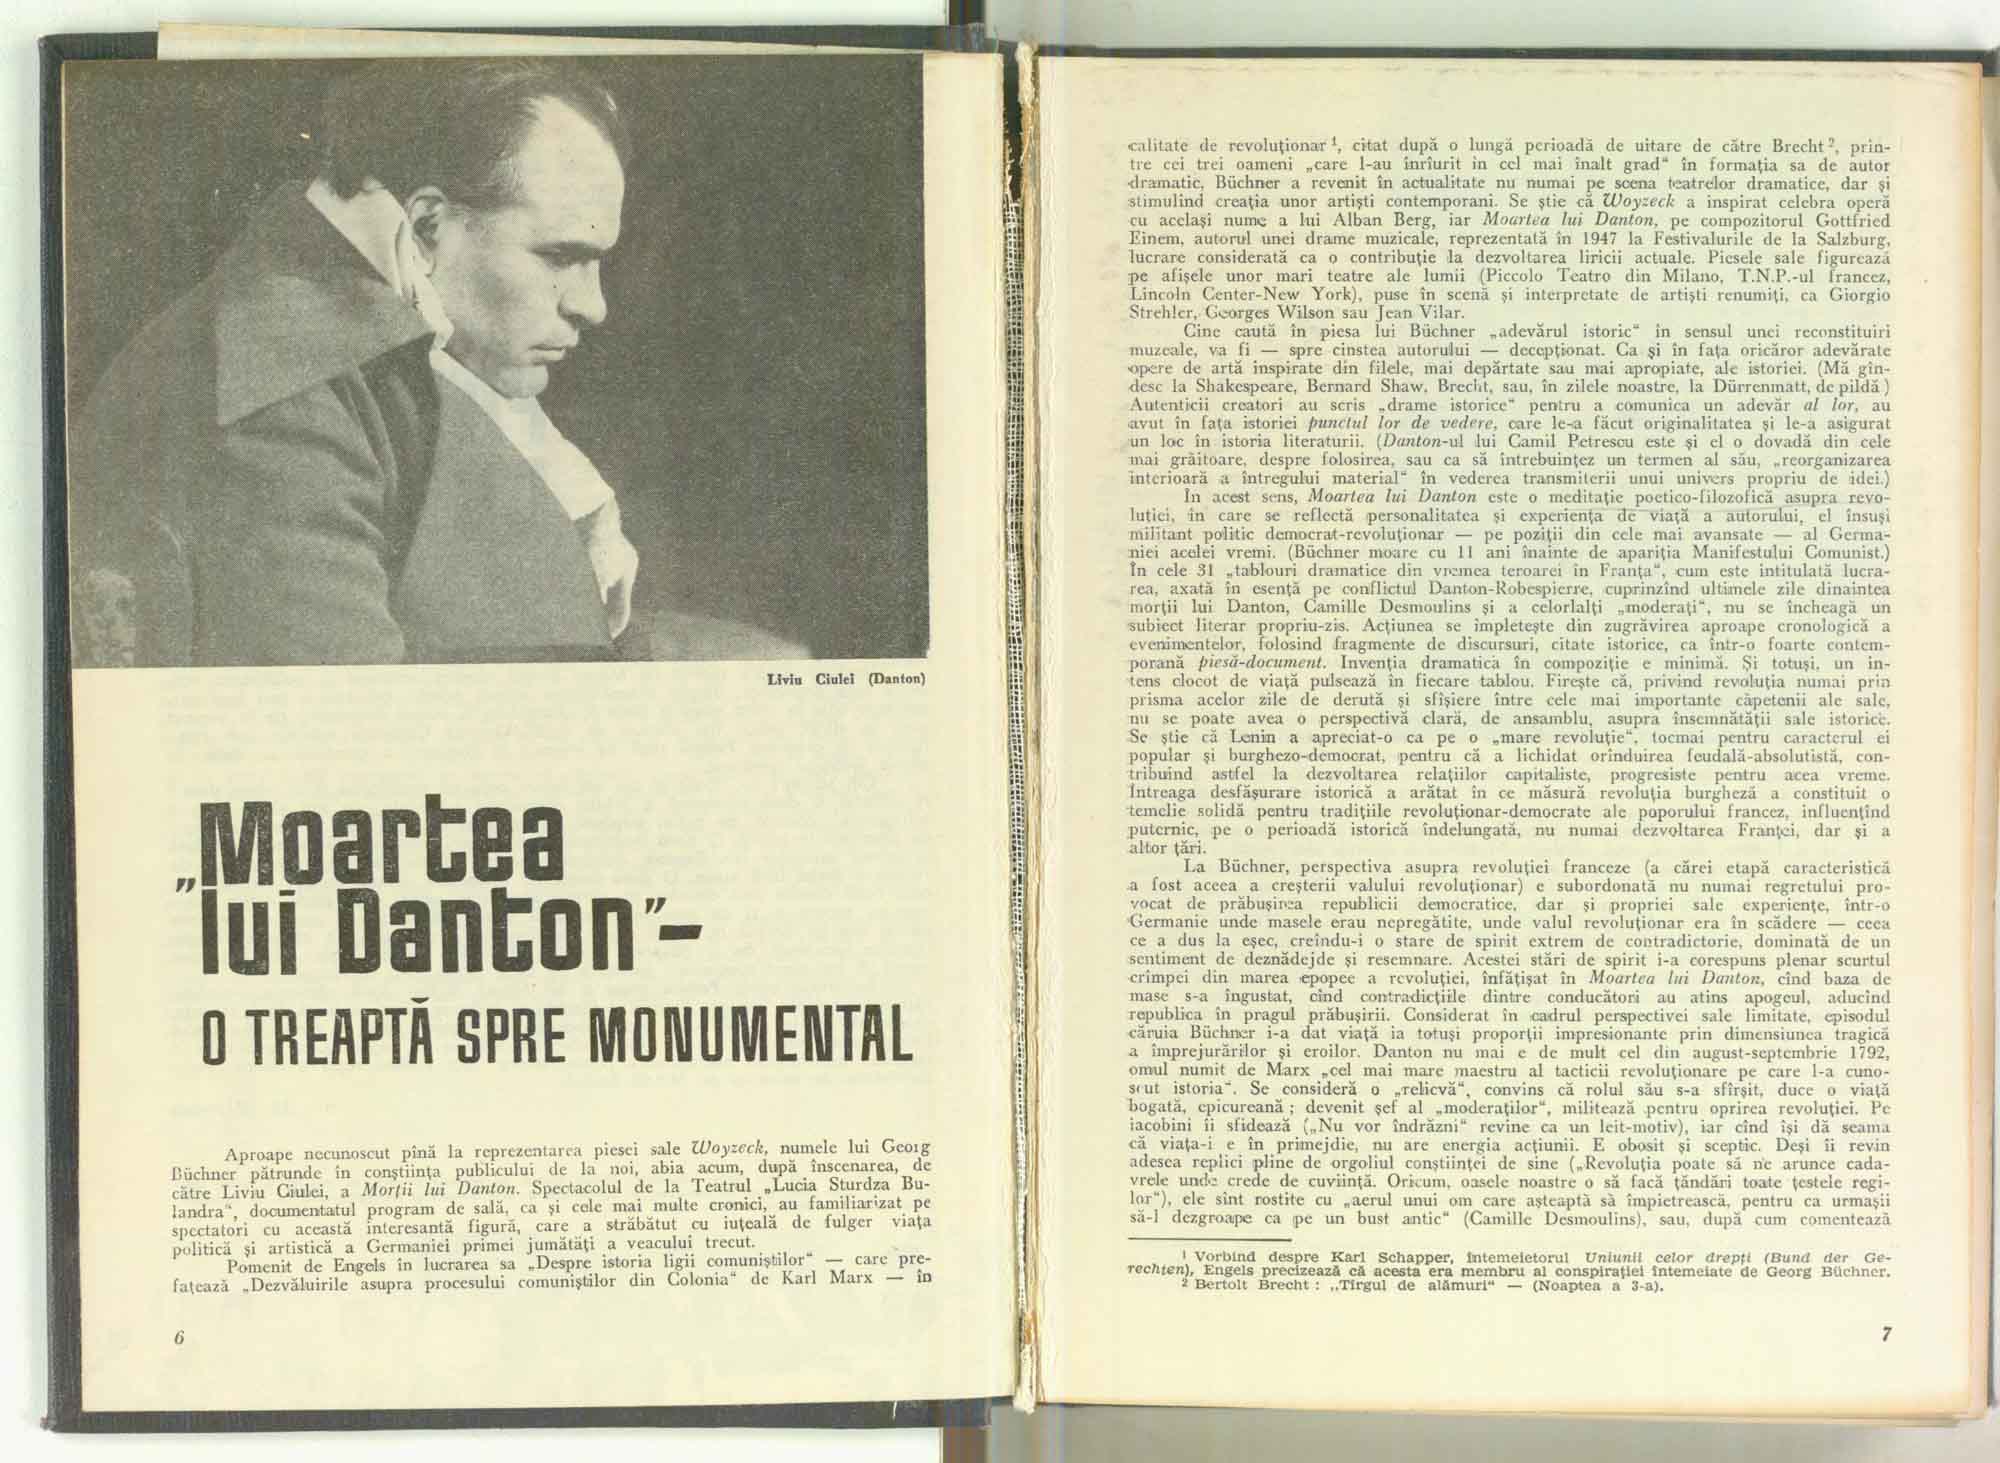 Liviu Ciulei (Danton)
„Moartea
lui Danton”-
O TREAPTĂ SPRE MONUMENTAL
Aproape necunoscut pînă la reprezentarea piesei sale Woyzeck, numele lui Georg
Büchner pătrunde în conştiinţa publicului de la noi, abia acum, după înscenarea, de
către Liviu Ciulei, a Morţii lui Danton. Spectacolul de la Teatrul „Lucia Sturdza Bu-
landra“, documentatul program de sală, ca şi cele mai multe cronici, au familiarizat pe
spectatori cu această interesantă figură, care a străbătut cu iuţeală de fulger viaţa
politică şi artistică a Germaniei primei jumătăţi a veacului trecut.
Pomenit de Engels în lucrarea sa „Despre istoria ligii comuniştilor“ — care pre-
faţează „Dezvăluirile asupra procesului comuniştilor din Colonia“ de Karl Marx — în
6
calitate de revoluţionar 1, citat după o lungă perioadă de uitare de către Brecht 2, prin-
tre cei trei oameni „care l-au înrîurit in cel mai înalt grad“ în formaţia sa de autor
dramatic, Büchner a revenit în actualitate nu numai pe scena teatrelor dramatice, dar şi
stimulînd creaţia unor artişti contemporani. Se ştie că Woyzeck a inspirat celebra operă
cu acelaşi nume a lui Alban Berg, iar Moartea lui Danton, pe compozitorul Gottfried
Einem, autorul unei drame muzicale, reprezentată în 1947 la Festivalurile de la Salzburg,
lucrare considerată ca o contribuţie la dezvoltarea liricii actuale. Piesele sale figurează
pe afişele unor mari teatre ale lumii (Piccolo Teatro din Milano, T.N.P.-ul francez,
Lincoln Center-New York), puse în scenă şi interpretate de artişti renumiţi, ca Giorgio
Strehler, Georges Wilson sau Jean Vilar.
Cine caută în piesa lui Büchner „adevărul istoric“ în sensul unei reconstituiri
muzeale, va fi — spre cinstea autorului — decepţionat. Ca şi în faţa oricăror adevărate
opere de artă inspirate din filele, mai depărtate sau mai apropiate, ale istoriei. (Mă gîn-
desc la Shakespeare, Bernard Shaw, Brecht, sau, în zilele noastre, la Dürrenmatt, de pildă)
Autenticii creatori au scris „drame istorice“ pentru a comunica un adevăr al lor, au
avut în faţa istoriei punctul lor de vedere, care le-a făcut originalitatea şi le-a asigurat
un loc în istoria literaturii. (Danton-ul lui Camil Petrescu este şi el o dovadă din cele
mai grăitoare, despre folosirea, sau ca să întrebuinţez un termen al său, „reorganizarea
interioară a întregului material“ în vederea transmiterii unui univers propriu de idei.)
In acest sens, Moartea lui Danton este o meditaţie poetico-filozofică asupra revo-
luţiei, în care se reflectă personalitatea şi experienţa de viaţă a autorului, el însuşi
militant politic democrat-revoluţionar — pe poziţii din cele mai avansate — al Germa-
niei acelei vremi. (Büchner moare cu 11 ani înainte de apariţia Manifestului Comunist.)
În cele 31 „tablouri dramatice din vremea teroarei în Franţa“, cum este intitulată lucra-
rea, axată în esenţă pe conflictul Danton-Robespierre, cuprinzînd ultimele zile dinaintea
morţii lui Danton, Camille Desmoulins şi a celorlalţi „moderaţi“, nu se încheagă un
subiect literar propriu-zis. Acţiunea se împleteşte din zugrăvirea aproape cronologică a
evenimentelor, folosind fragmente de discursuri, citate istorice, ca într-o foarte contem-
porană piesă-document. Invenţia dramatică în compoziţie e minimă. Şi totuşi, un in-
tens clocot de viaţă pulsează în fiecare tablou. Fireşte că, privind revoluţia numai prin
prisma acelor zile de derută şi sfîşiere între cele mai importante căpetenii ale sale,
nu se poate avea o perspectivă clară, de ansamblu, asupra însemnătăţii sale istorice.
Se ştie că Lenin a apreciat-o ca pe o „mare revoluţie“, tocmai pentru caracterul ei
popular şi burghezo-democrat, pentru că a lichidat orînduirea feudală-absolutistă, con-
tribuind astfel la dezvoltarea relaţiilor capitaliste, progresiste pentru acea vreme.
Intreaga desfăşurare istorică a arătat în ce măsură revoluţia burgheză a constituit o
temelie solidă pentru tradiţiile revoluţionar-democrate ale poporului francez, influenţînd
puternic, pe o perioadă istorică îndelungată, nu numai dezvoltarea Franţei, dar şi a
altor ţări.
La Büchner, perspectiva asupra revoluţiei franceze (a cărei etapă caracteristică
a fost aceea a creşterii valului revoluţionar) e subordonată nu numai regretului pro-
vocat de prăbuşirea republicii democratice, dar şi propriei sale experienţe, într-o
Germanie unde masele erau nepregătite, unde valul revoluţionar era în scădere — ceea
ce a dus la eşec, creîndu-i o stare de spirit extrem de contradictorie, dominată de un
sentiment de deznădejde şi resemnare. Acestei stări de spirit i-a corespuns plenar scurtul
crîmpei din marea epopee a revoluţiei, înfăţişat în Moartea lui Danton, cînd baza de
mase s-a îngustat, cînd contradicţiile dintre conducători au atins apogeul, aducînd
republica în pragul prăbuşirii. Considerat în cadrul perspectivei sale limitate, episodul
căruia Büchner i-a dat viaţă ia totuşi proporţii impresionante prin dimensiunea tragică
a împrejurărilor şi eroilor. Danton nu mai e de mult cel din august-septembrie 1792,
omul numit de Marx „cel mai mare maestru al tacticii revoluţionare pe care l-a cuno-
scut istoria“. Se consideră o „relicvă“, convins că rolul său s-a sfîrşit, duce o viaţă
bogată, epicureană ; devenit şef al „moderaţilor“, militează pentru oprirea revoluţiei. Pe
iacobini îi sfidează („Nu vor îndrăzni“ revine ca un leit-motiv), iar cînd îşi dă seama
că viaţa-i e în primejdie, nu are energia acţiunii. E obosit şi sceptic. Deşi îi revin
adesea replici pline de orgoliul conştiinţei de sine („Revoluţia poate să ne arunce cada-
vrele unde crede de cuviinţă. Oricum, oasele noastre o să facă ţăndări toate ţestele regi-
lor“), ele sînt rostite cu „aerul unui om care aşteaptă să împietrească, pentru ca urmaşii
să-l dezgroape ca pe un bust antic“ (Camille Desmoulins), sau, după cum comentează
1 Vorbind despre Karl Schapper, întemeietorul Uniunii celor drepţi (Bund der Ge-
rechten), Engels precizează că acesta era membru al conspiraţiei întemeiate de Georg Büchner.
2 Bertolt Brecht : „Tîrgul de alămuri“ — (Noaptea a 3-a).
7